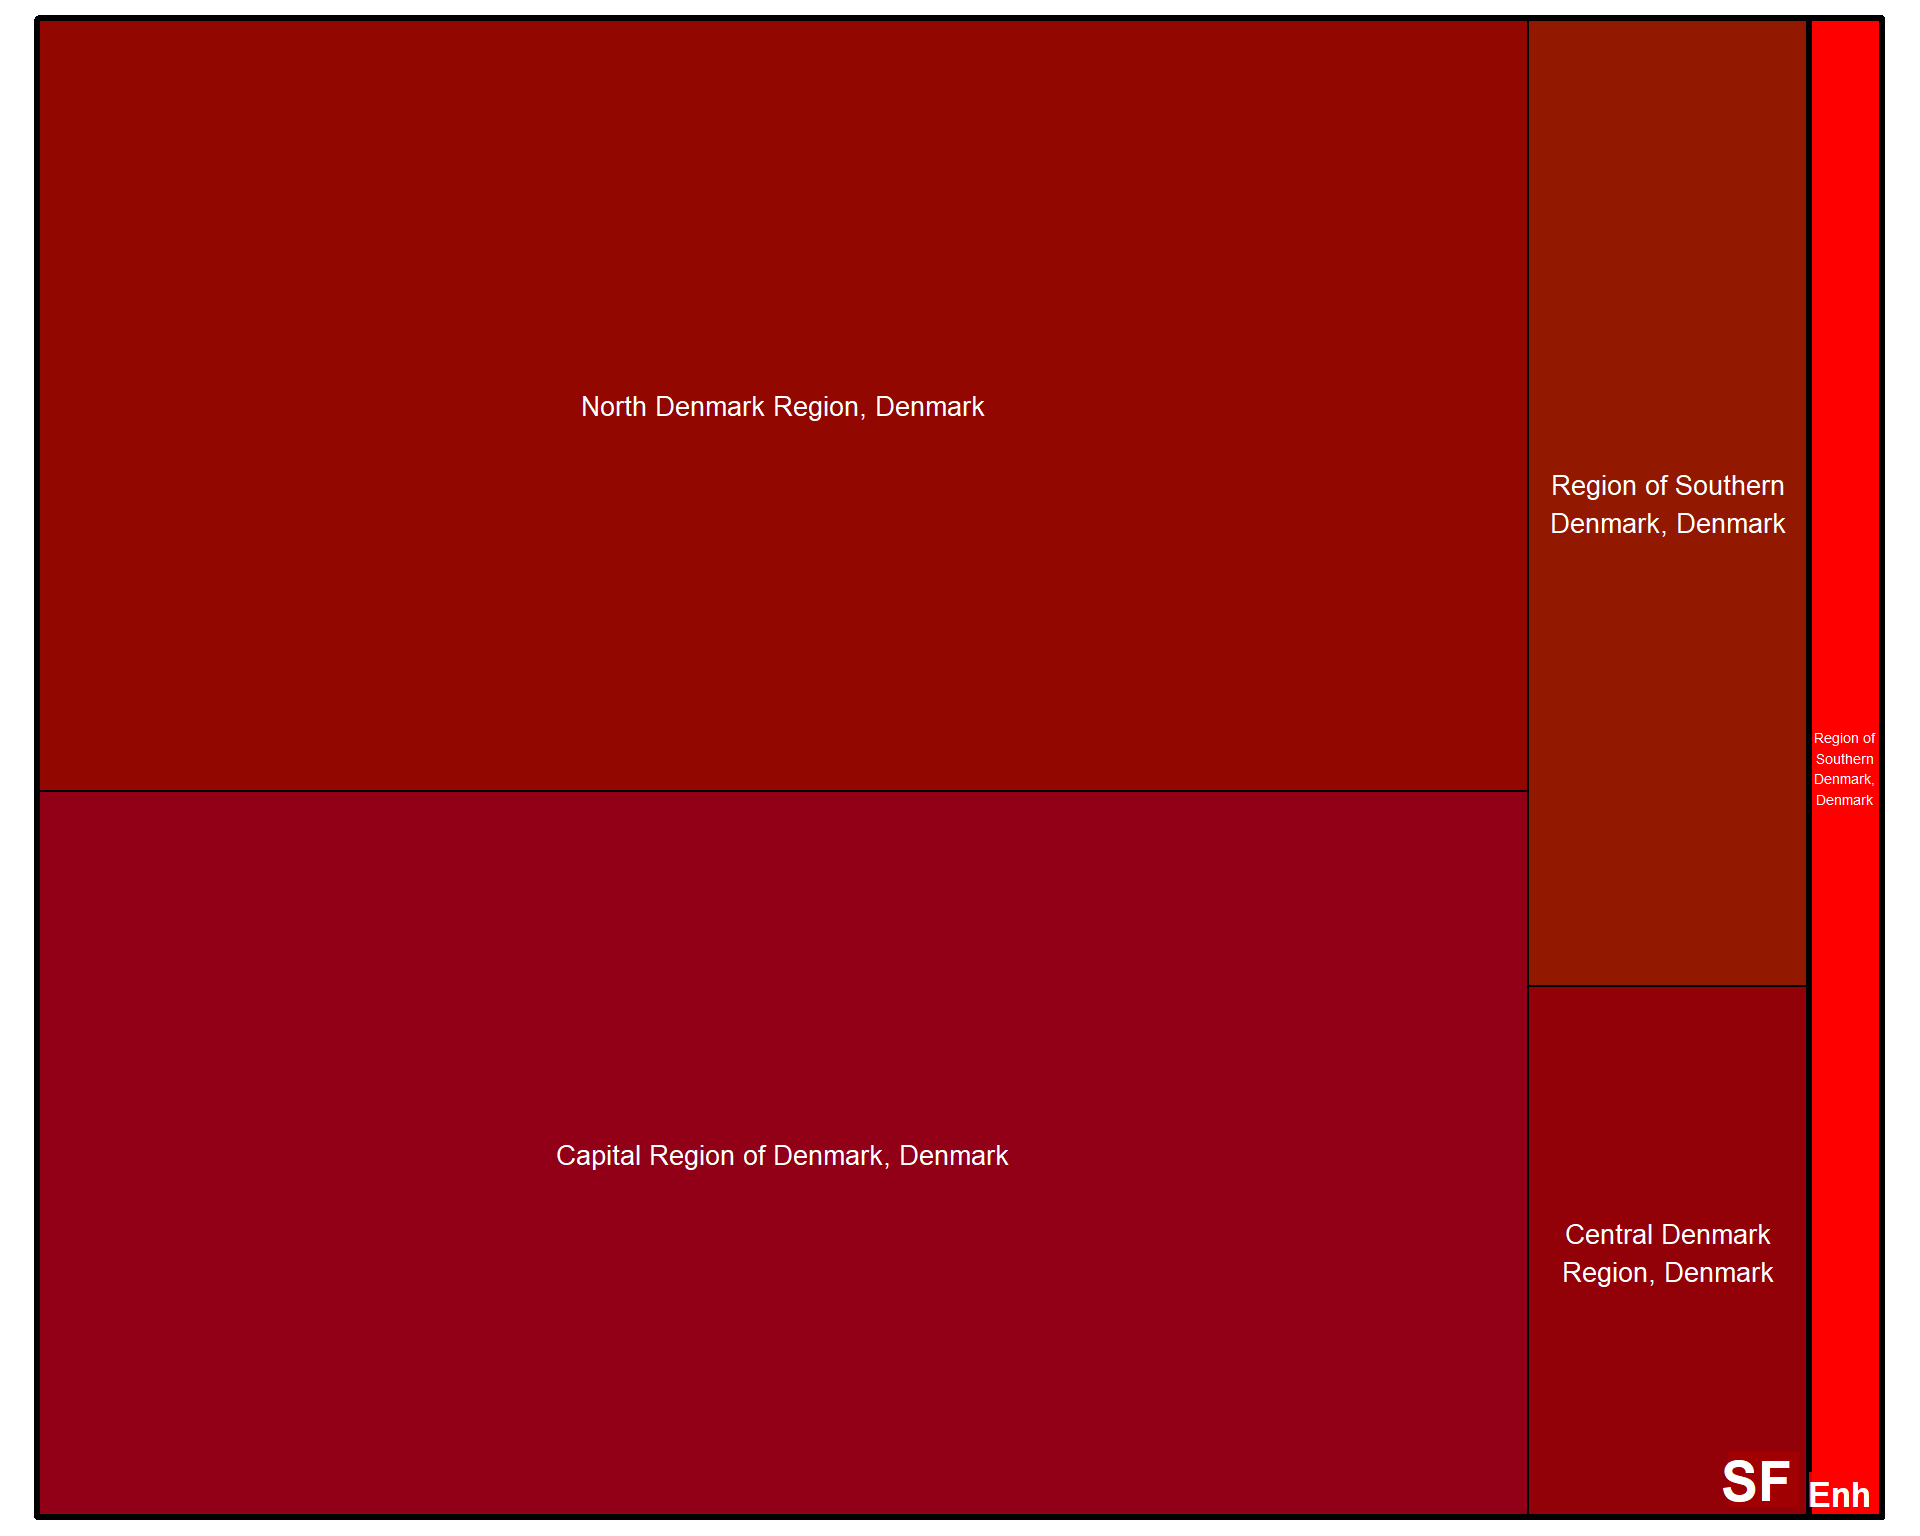 North Denmark Region, Denmark
Capital Region of Denmark, Denmark
Region of Southern
Denmark, Denmark
Central Denmark
Region, Denmark
SF
Region of
Southern
Denmark,
Denmark
Enh